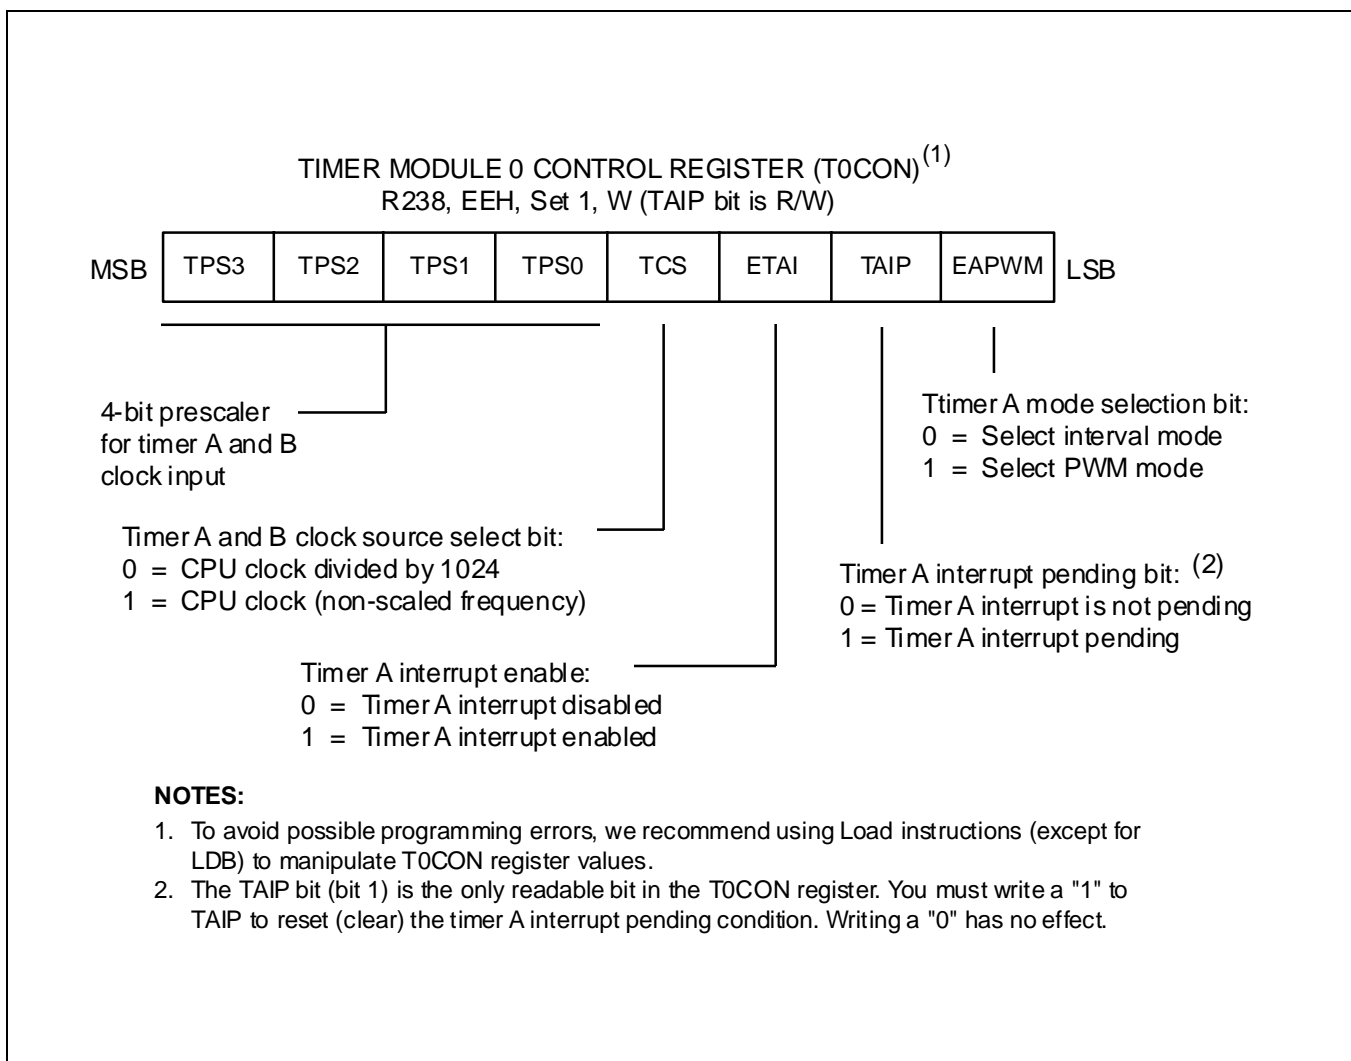 TIMER MODULE 0 CONTROL REGISTER (T0CON)(1)
R238, EEH, Set 1, W (TAIP bit is R/W)
MSB TPS3 TPS2 TPS1 TPS0 TCS ETAI TAIP EAPWM LSB
4-bit prescaler
for timer A and B
clock input
Ttimer A mode selection bit:
0 = Select interval mode
1 = Select PWM mode
Timer A and B clock source select bit:
0 = CPU clock divided by 1024
1 = CPU clock (non-scaled frequency)
Timer A interrupt pending bit: (2)
0 = Timer A interrupt is not pending
1 = Timer A interrupt pending
Timer A interrupt enable:
0 = Timer A interrupt disabled
1 = Timer A interrupt enabled
NOTES:
1. To avoid possible programming errors, we recommend using Load instructions (except for
LDB) to manipulate T0CON register values.
2. The TAIP bit (bit 1) is the only readable bit in the T0CON register. You must write a "1" to
TAIP to reset (clear) the timer A interrupt pending condition. Writing a "0" has no effect.